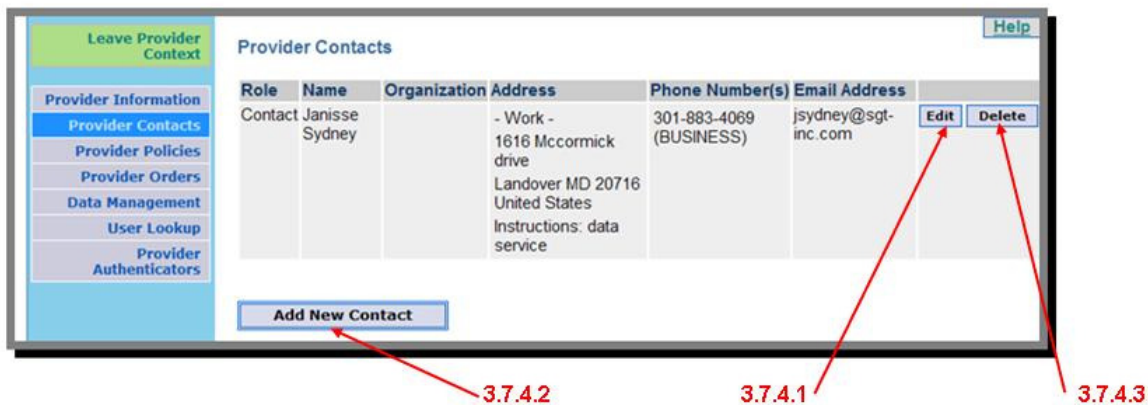 Leave Provider
Context
Help
Provider Contacts
Provider Information
Provider Contacts
Provider Policies
Provider Orders
Data Management
User Lookup
Provider
Authenticators
Role Name Organization Address Phone Number(s) Email Address
Contact Janisse
Sydney
- Work -
1616 Mccormick
drive
Landover MD 20716
United States
Instructions: data
service
301-883-4069
(BUSINESS)
jsydney@sgt-
inc.com
Edit Delete
Add New Contact
3.7.4.2 3.7.4.1 3.7.4.3